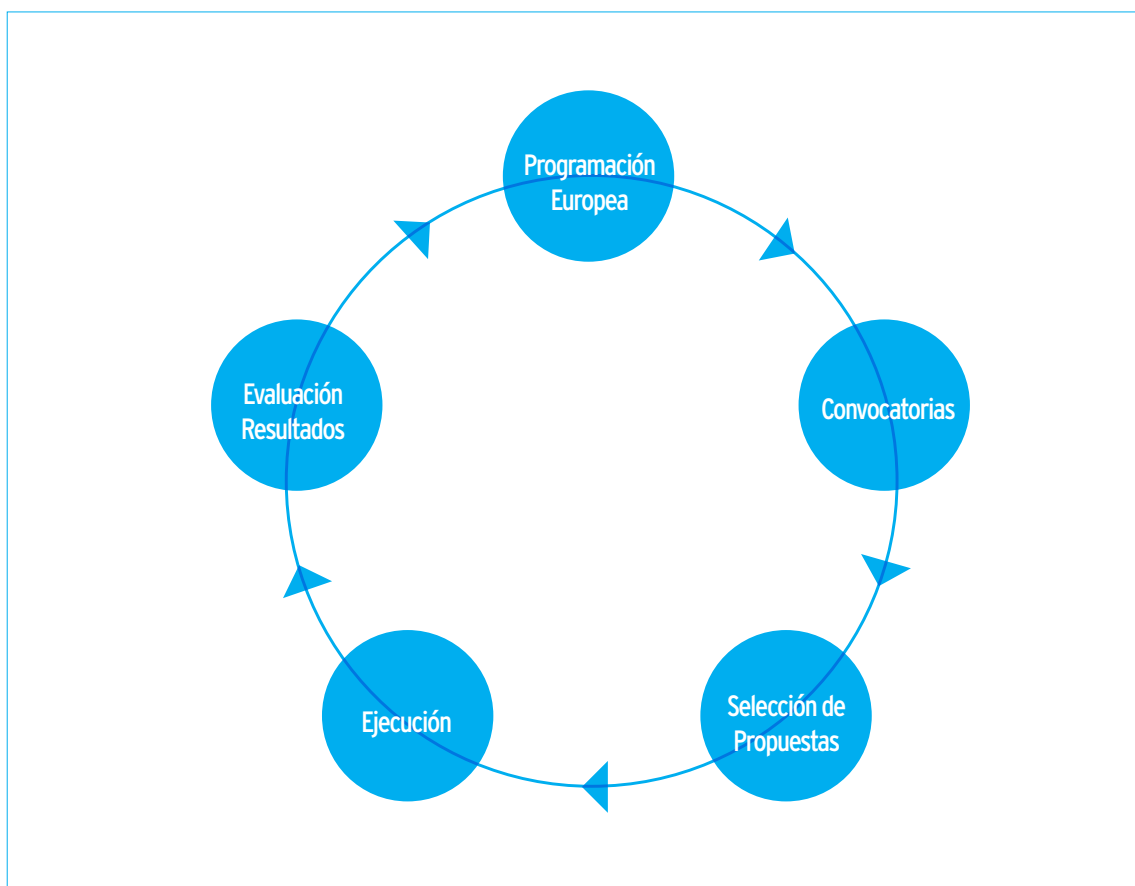 Programación
Europea
Convocatorias
Selección de
Propuestas
Ejecución
Evaluación
Resultados